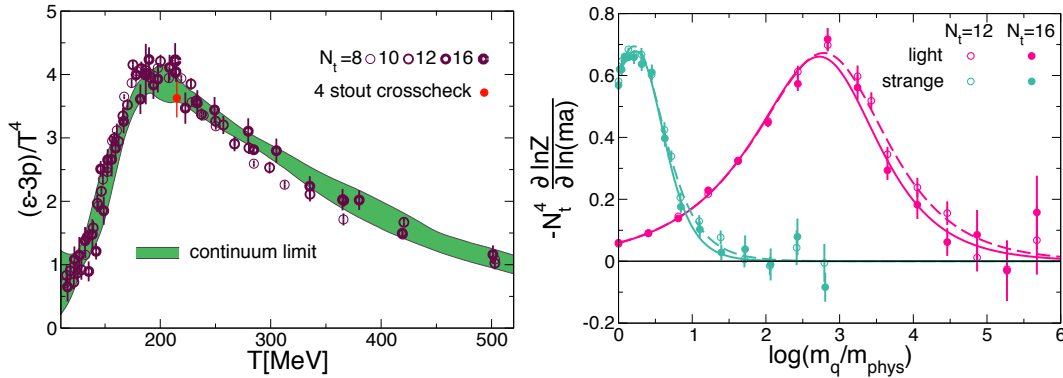 (ε-3p)/T⁴
5
4
3
2
1
0
N_t=8 10 12 16
4 stout crosscheck
continuum limit
200 300 400 500
T[MeV]
-N_t⁴ ∂ lnZ / ∂ ln(ma)
0.8
0.6
0.4
0.2
0
-0.2
N_t=12 N_t=16
light
strange
0 1 2 3 4 5 6
log(m_q/m_phys)